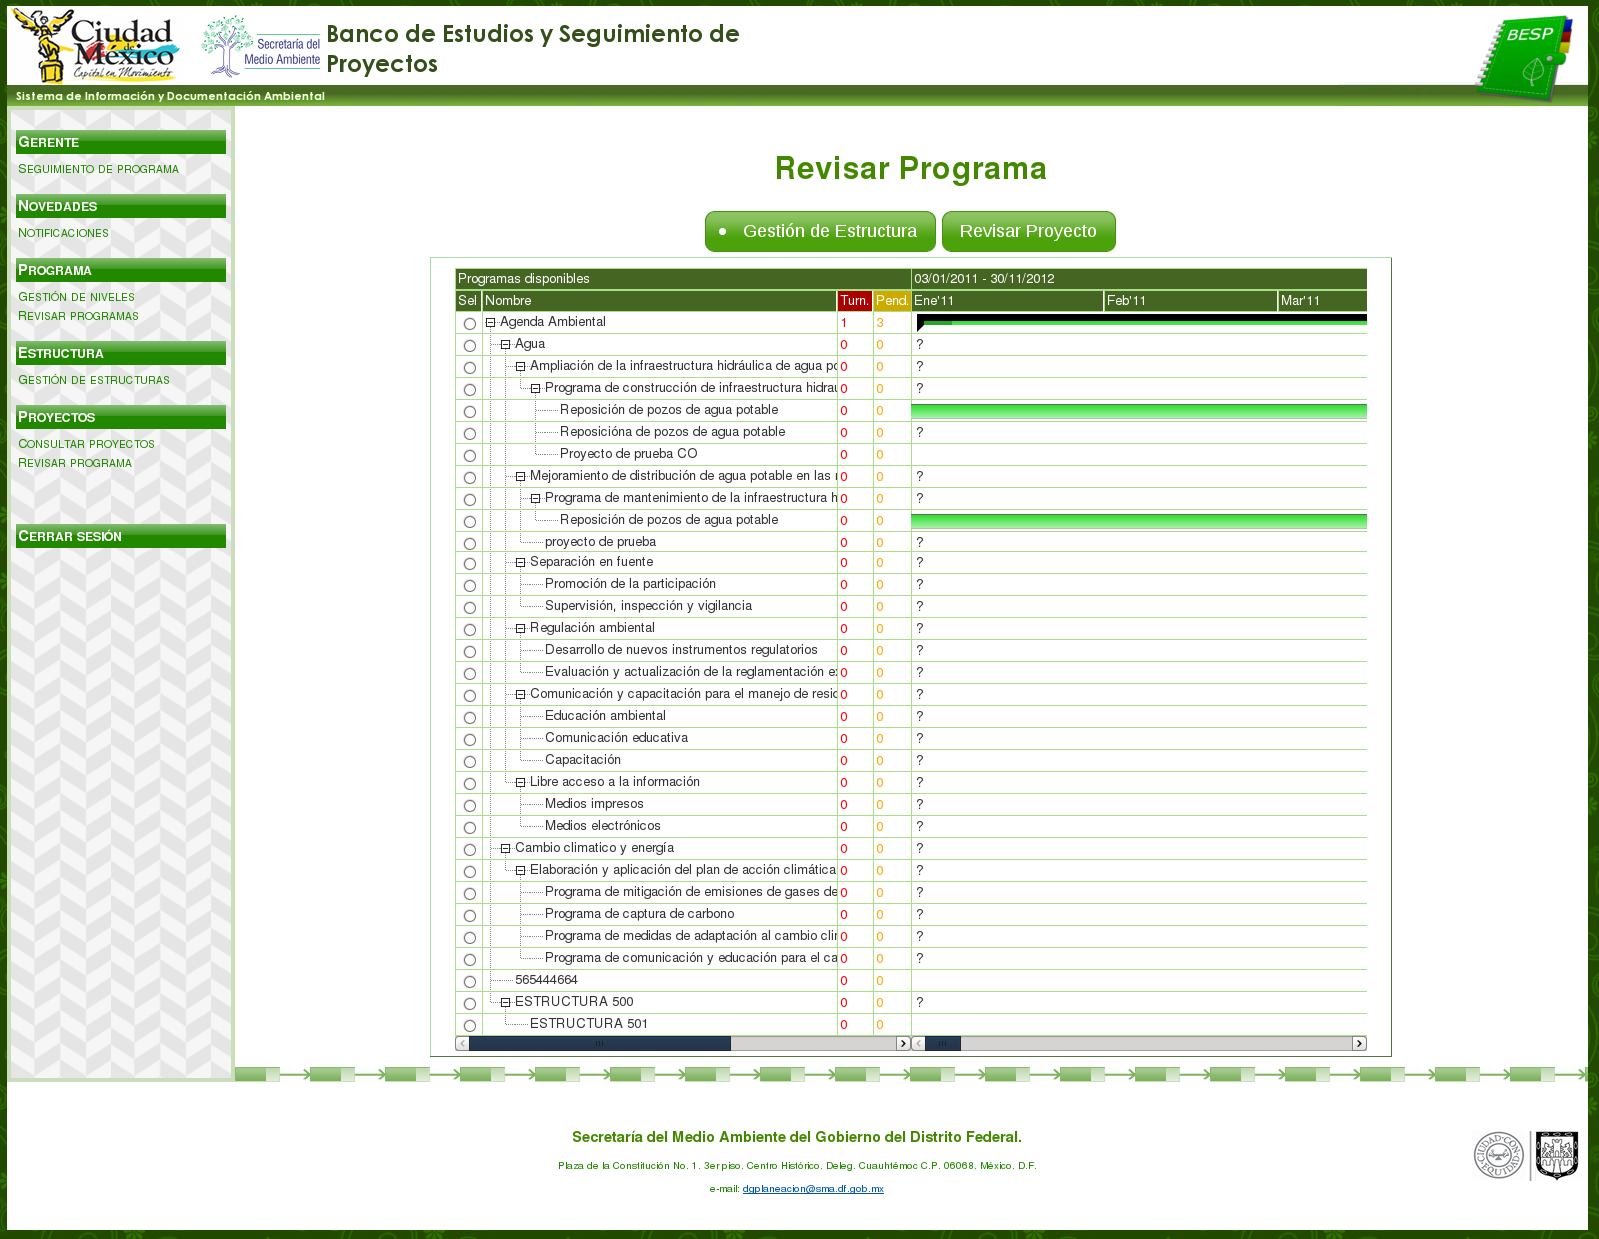 Ciudad de México
Capital en Movimiento
Secretaría del
Medio Ambiente
Banco de Estudios y Seguimiento de
Proyectos
BESP
Sistema de Información y Documentación Ambiental
GERENTE
SEGUIMIENTO DE PROGRAMA
NOVEDADES
NOTIFICACIONES
PROGRAMA
GESTIÓN DE NIVELES
REVISAR PROGRAMAS
ESTRUCTURA
GESTIÓN DE ESTRUCTURAS
PROYECTOS
CONSULTAR PROYECTOS
REVISAR PROGRAMA
CERRAR SESIÓN
Revisar Programa
• Gestión de Estructura Revisar Proyecto
Programas disponibles 03/01/2011 - 30/11/2012
Sel Nombre Turn. Pend. Ene'11 Feb'11 Mar'11
Agenda Ambiental 1 3
Agua 0 0 ?
Ampliación de la infraestructura hidráulica de agua po 0 0 ?
Programa de construcción de infraestructura hidrau 0 0 ?
Reposición de pozos de agua potable 0 0
Reposicióna de pozos de agua potable 0 0 ?
Proyecto de prueba CO 0 0
Mejoramiento de distribución de agua potable en las 0 0 ?
Programa de mantenimiento de la infraestructura h 0 0 ?
Reposición de pozos de agua potable 0 0
proyecto de prueba 0 0 ?
Separación en fuente 0 0 ?
Promoción de la participación 0 0 ?
Supervisión, inspección y vigilancia 0 0 ?
Regulación ambiental 0 0 ?
Desarrollo de nuevos instrumentos regulatorios 0 0 ?
Evaluación y actualización de la reglamentación ex 0 0 ?
Comunicación y capacitación para el manejo de resid 0 0 ?
Educación ambiental 0 0 ?
Comunicación educativa 0 0 ?
Capacitación 0 0 ?
Libre acceso a la información 0 0 ?
Medios impresos 0 0 ?
Medios electrónicos 0 0 ?
Cambio climatico y energía 0 0 ?
Elaboración y aplicación del plan de acción climática 0 0 ?
Programa de mitigación de emisiones de gases de 0 0 ?
Programa de captura de carbono 0 0 ?
Programa de medidas de adaptación al cambio clim 0 0 ?
Programa de comunicación y educación para el ca 0 0 ?
565444664 0 0
ESTRUCTURA 500 0 0 ?
ESTRUCTURA 501 0 0
Secretaría del Medio Ambiente del Gobierno del Distrito Federal.
Plaza de la Constitución No. 1. 3er piso. Centro Histórico. Deleg. Cuauhtémoc C.P. 06068. México. D.F.
e-mail: dgplaneacion@sma.df.gob.mx
CIUDAD CON EQUIDAD